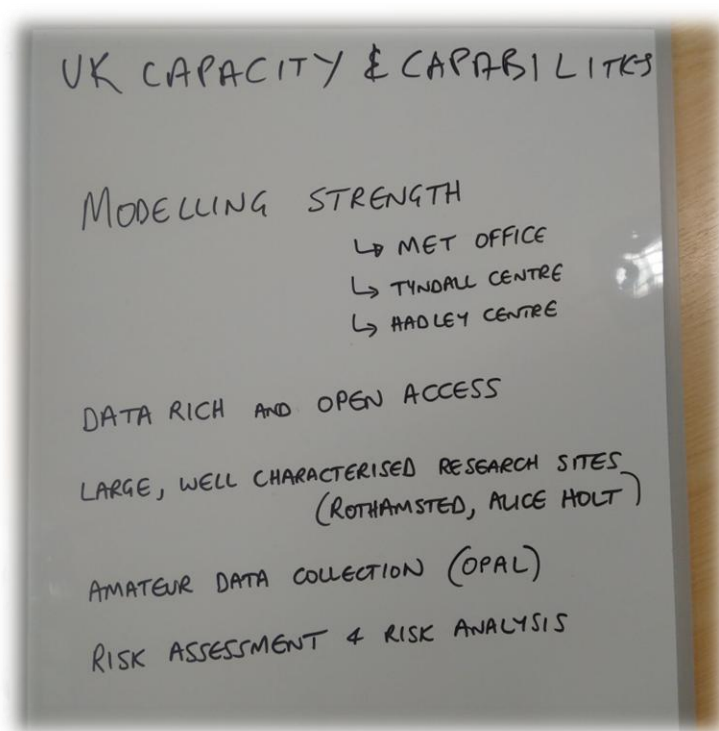 UK CAPACITY & CAPABILITIES
MODELLING STRENGTH
↳ MET OFFICE
↳ TYNDALL CENTRE
↳ HADLEY CENTRE
DATA RICH AND OPEN ACCESS
LARGE, WELL CHARACTERISED RESEARCH SITES
(ROTHAMSTED, ALICE HOLT)
AMATEUR DATA COLLECTION (OPAL)
RISK ASSESSMENT & RISK ANALYSIS